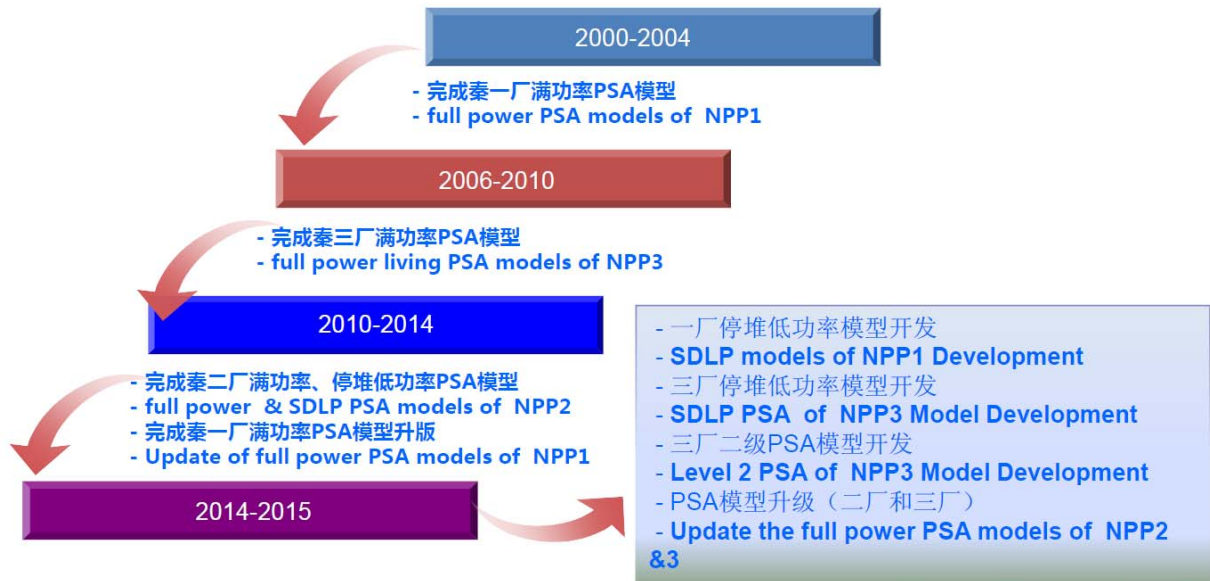 2000-2004
- 完成秦一厂满功率PSA模型
- full power PSA models of NPP1
2006-2010
- 完成秦三厂满功率PSA模型
- full power living PSA models of NPP3
2010-2014
- 完成秦二厂满功率、停堆低功率PSA模型
- full power & SDLP PSA models of NPP2
- 完成秦一厂满功率PSA模型升版
- Update of full power PSA models of NPP1
2014-2015
- 一厂停堆低功率模型开发
- SDLP models of NPP1 Development
- 三厂停堆低功率模型开发
- SDLP PSA of NPP3 Model Development
- 三厂二级PSA模型开发
- Level 2 PSA of NPP3 Model Development
- PSA模型升级（二厂和三厂）
- Update the full power PSA models of NPP2
&3